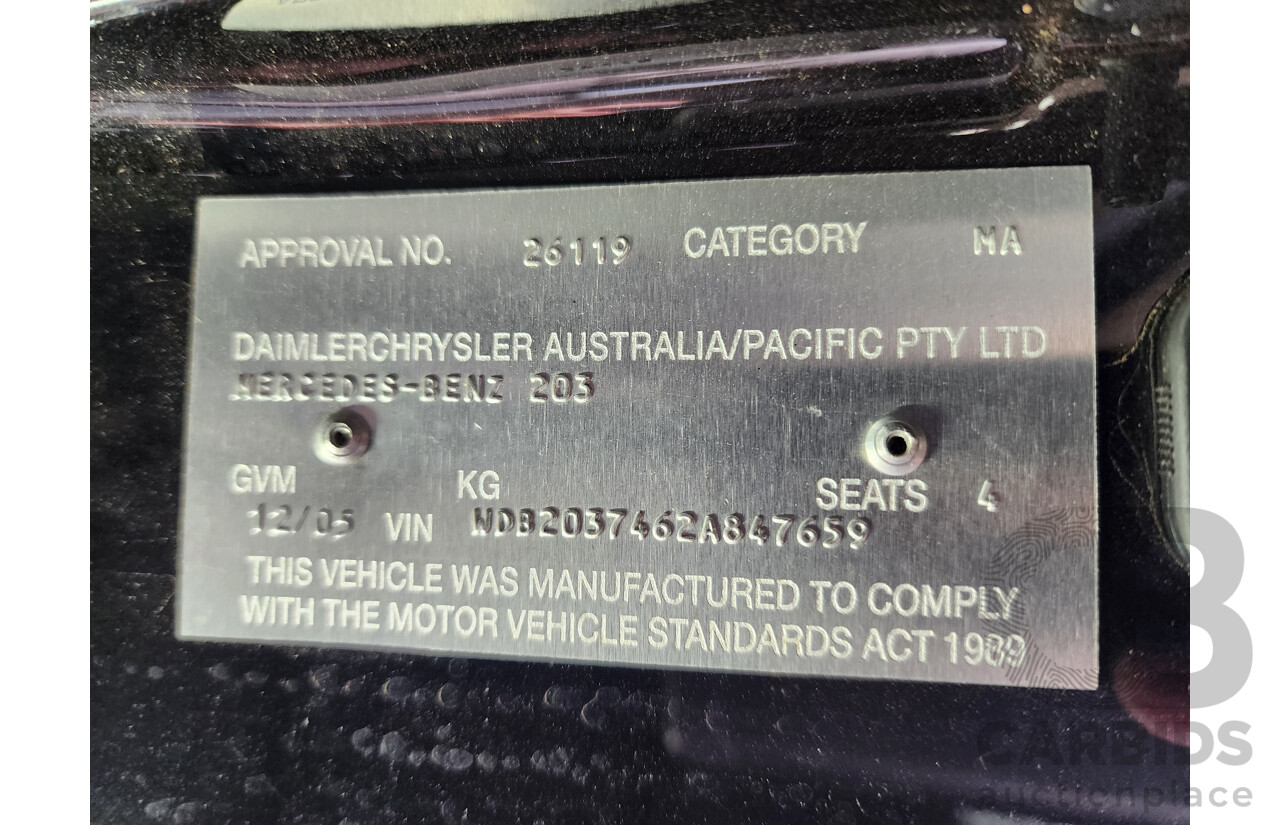 APPROVAL NO. 26119 CATEGORY MA
DAIMLERCHRYSLER AUSTRALIA/PACIFIC PTY LTD
MERCEDES-BENZ 203
GVM KG SEATS 4
12/05 VIN WDB2037462A847659
THIS VEHICLE WAS MANUFACTURED TO COMPLY
WITH THE MOTOR VEHICLE STANDARDS ACT 1989
CARBIDS
auctionplace